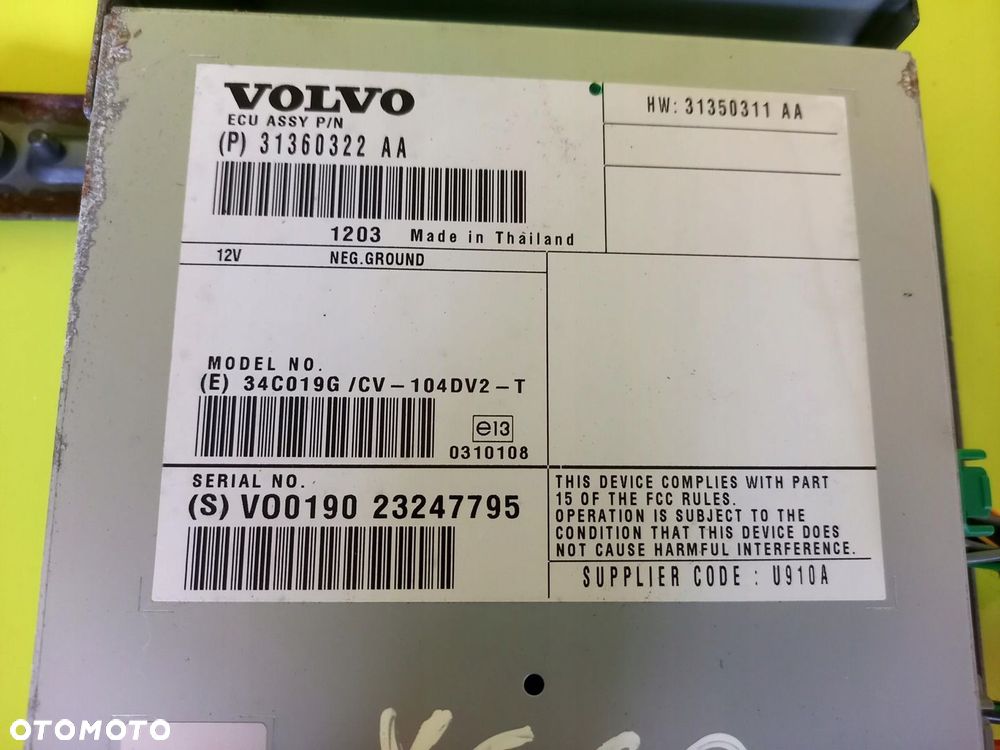 VOLVO
ECU ASSY P/N
(P) 31360322 AA
1203 Made in Thailand
HW: 31350311 AA
12V NEG.GROUND
MODEL NO.
(E) 34C019G /CV-104DV2-T
e13
0310108
SERIAL NO.
(S) VO0190 23247795
THIS DEVICE COMPLIES WITH PART
15 OF THE FCC RULES.
OPERATION IS SUBJECT TO THE
CONDITION THAT THIS DEVICE DOES
NOT CAUSE HARMFUL INTERFERENCE.
SUPPLIER CODE : U910A
OTOMOTO